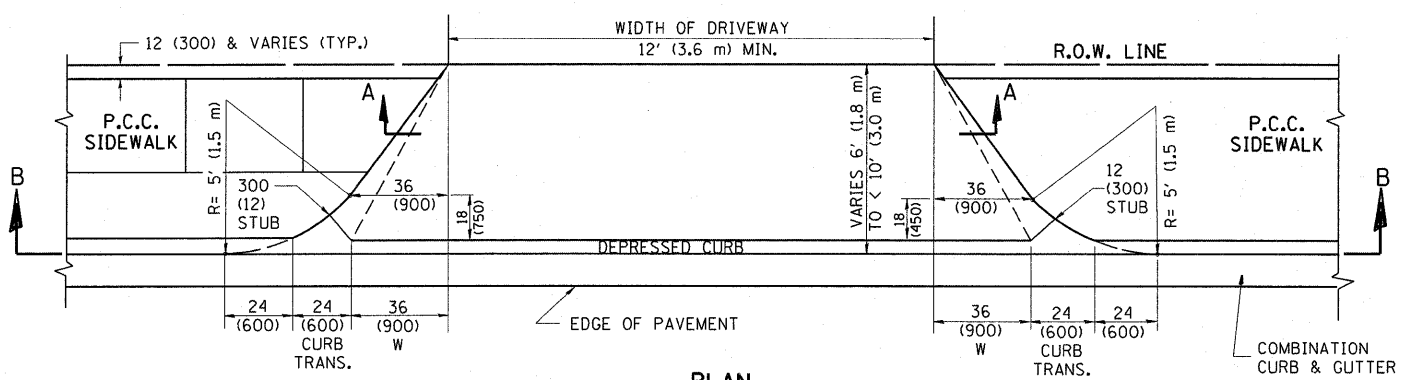 WIDTH OF DRIVEWAY
12' (3.6 m) MIN.
12 (300) & VARIES (TYP.)
R.O.W. LINE
A
A
P.C.C.
SIDEWALK
P.C.C.
SIDEWALK
B
B
R= 5' (1.5 m)
300
(12)
STUB
36
(900)
18
(750)
VARIES 6' (1.8 m)
TO < 10' (3.0 m)
18
(450)
36
(900)
12
(300)
STUB
R= 5' (1.5 m)
DEPRESSED CURB
24
(600)
24
(600)
CURB
TRANS.
36
(900)
W
EDGE OF PAVEMENT
36
(900)
W
24
(600)
CURB
TRANS.
24
(600)
COMBINATION
CURB & GUTTER
PLAN